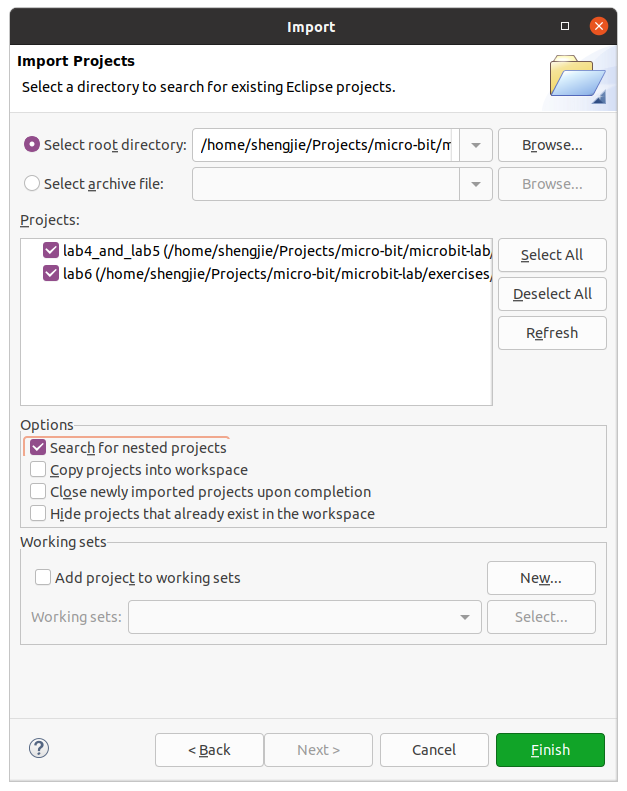 Import
Import Projects
Select a directory to search for existing Eclipse projects.
Select root directory: /home/shengjie/Projects/micro-bit/m Browse...
Select archive file: Browse...
Projects:
lab4_and_lab5 (/home/shengjie/Projects/micro-bit/microbit-lab/
lab6 (/home/shengjie/Projects/micro-bit/microbit-lab/exercises/
Select All
Deselect All
Refresh
Options
Search for nested projects
Copy projects into workspace
Close newly imported projects upon completion
Hide projects that already exist in the workspace
Working sets
Add project to working sets New...
Working sets: Select...
? < Back Next > Cancel Finish